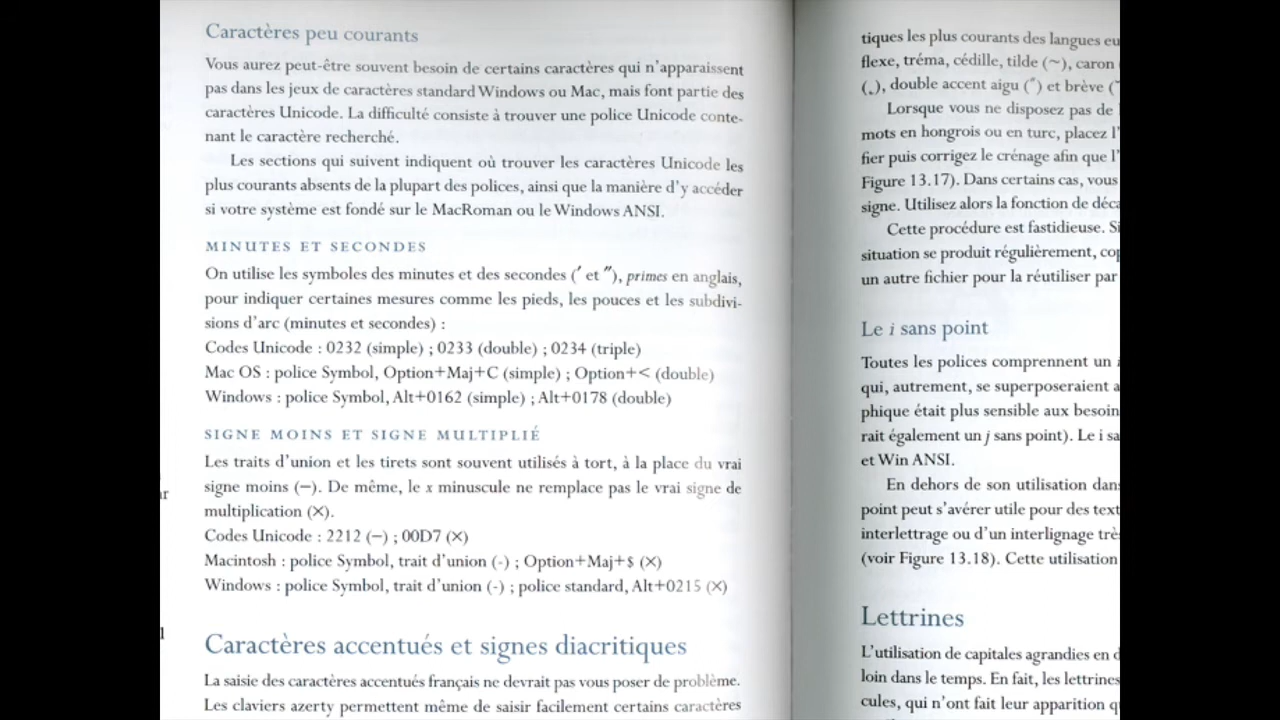 Caractères peu courants
Vous aurez peut-être souvent besoin de certains caractères qui n'apparaissent
pas dans les jeux de caractères standard Windows ou Mac, mais font partie des
caractères Unicode. La difficulté consiste à trouver une police Unicode conte-
nant le caractère recherché.
Les sections qui suivent indiquent où trouver les caractères Unicode les
plus courants absents de la plupart des polices, ainsi que la manière d'y accéder
si votre système est fondé sur le MacRoman ou le Windows ANSI.
MINUTES ET SECONDES
On utilise les symboles des minutes et des secondes (′ et ″), primes en anglais,
pour indiquer certaines mesures comme les pieds, les pouces et les subdivi-
sions d'arc (minutes et secondes) :
Codes Unicode : 0232 (simple) ; 0233 (double) ; 0234 (triple)
Mac OS : police Symbol, Option+Maj+C (simple) ; Option+< (double)
Windows : police Symbol, Alt+0162 (simple) ; Alt+0178 (double)
SIGNE MOINS ET SIGNE MULTIPLIÉ
Les traits d'union et les tirets sont souvent utilisés à tort, à la place du vrai
signe moins (−). De même, le x minuscule ne remplace pas le vrai signe de
multiplication (×).
Codes Unicode : 2212 (−) ; 00D7 (×)
Macintosh : police Symbol, trait d'union (-) ; Option+Maj+$ (×)
Windows : police Symbol, trait d'union (-) ; police standard, Alt+0215 (×)
Caractères accentués et signes diacritiques
La saisie des caractères accentués français ne devrait pas vous poser de problème.
Les claviers azerty permettent même de saisir facilement certains caractères
tiques les plus courants des langues eu
flexe, tréma, cédille, tilde (~), caron
(˛), double accent aigu (˝) et brève (˘
Lorsque vous ne disposez pas de
mots en hongrois ou en turc, placez l'
fier puis corrigez le crénage afin que l'
Figure 13.17). Dans certains cas, vous
signe. Utilisez alors la fonction de déca
Cette procédure est fastidieuse. Si
situation se produit régulièrement, cop
un autre fichier pour la réutiliser par
Le i sans point
Toutes les polices comprennent un i
qui, autrement, se superposeraient a
phique était plus sensible aux besoin
rait également un j sans point). Le i sa
et Win ANSI.
En dehors de son utilisation dans
point peut s'avérer utile pour des text
interlettrage ou d'un interlignage trè
(voir Figure 13.18). Cette utilisation
Lettrines
L'utilisation de capitales agrandies en d
loin dans le temps. En fait, les lettrines
cules, qui n'ont fait leur apparition q